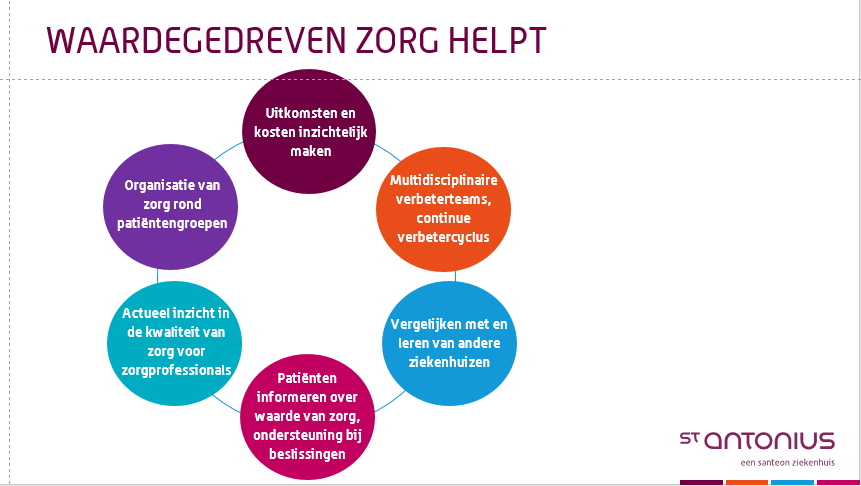 WAARDEGEDREVEN ZORG HELPT
Uitkomsten en
kosten inzichtelijk
maken
Multidisciplinaire
verbeterteams,
continue
verbetercyclus
Vergelijken met en
leren van andere
ziekenhuizen
Patiënten
informeren over
waarde van zorg,
ondersteuning bij
beslissingen
Actueel inzicht in
de kwaliteit van
zorg voor
zorgprofessionals
Organisatie van
zorg rond
patiëntengroepen
ST ANTONIUS
een santeon ziekenhuis